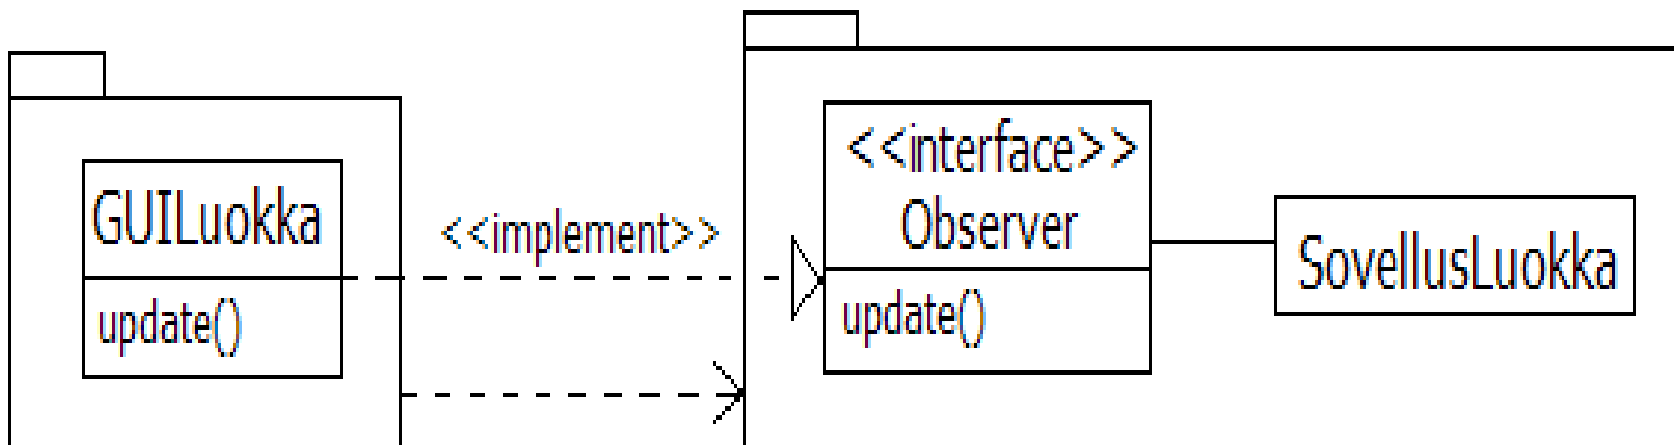 GUILuokka
update()
<<implement>>
<<interface>>
Observer
update()
SovellusLuokka